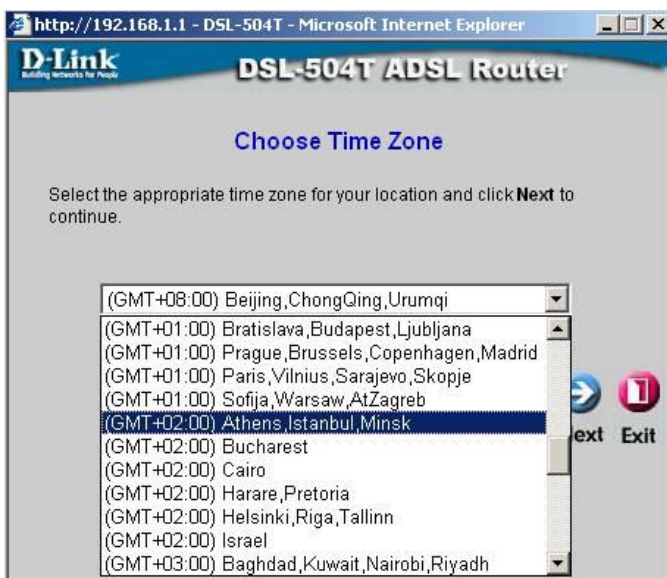 http://192.168.1.1 - DSL-504T - Microsoft Internet Explorer
D-Link
Building Networks for People
DSL-504T ADSL Router
Choose Time Zone
Select the appropriate time zone for your location and click Next to
continue.
(GMT+08:00) Beijing,ChongQing,Urumqi
(GMT+01:00) Bratislava,Budapest,Ljubljana
(GMT+01:00) Prague,Brussels,Copenhagen,Madrid
(GMT+01:00) Paris,Vilnius,Sarajevo,Skopje
(GMT+01:00) Sofija,Warsaw,AtZagreb
(GMT+02:00) Athens,Istanbul,Minsk
(GMT+02:00) Bucharest
(GMT+02:00) Cairo
(GMT+02:00) Harare,Pretoria
(GMT+02:00) Helsinki,Riga,Tallinn
(GMT+02:00) Israel
(GMT+03:00) Baghdad,Kuwait,Nairobi,Riyadh
ext Exit